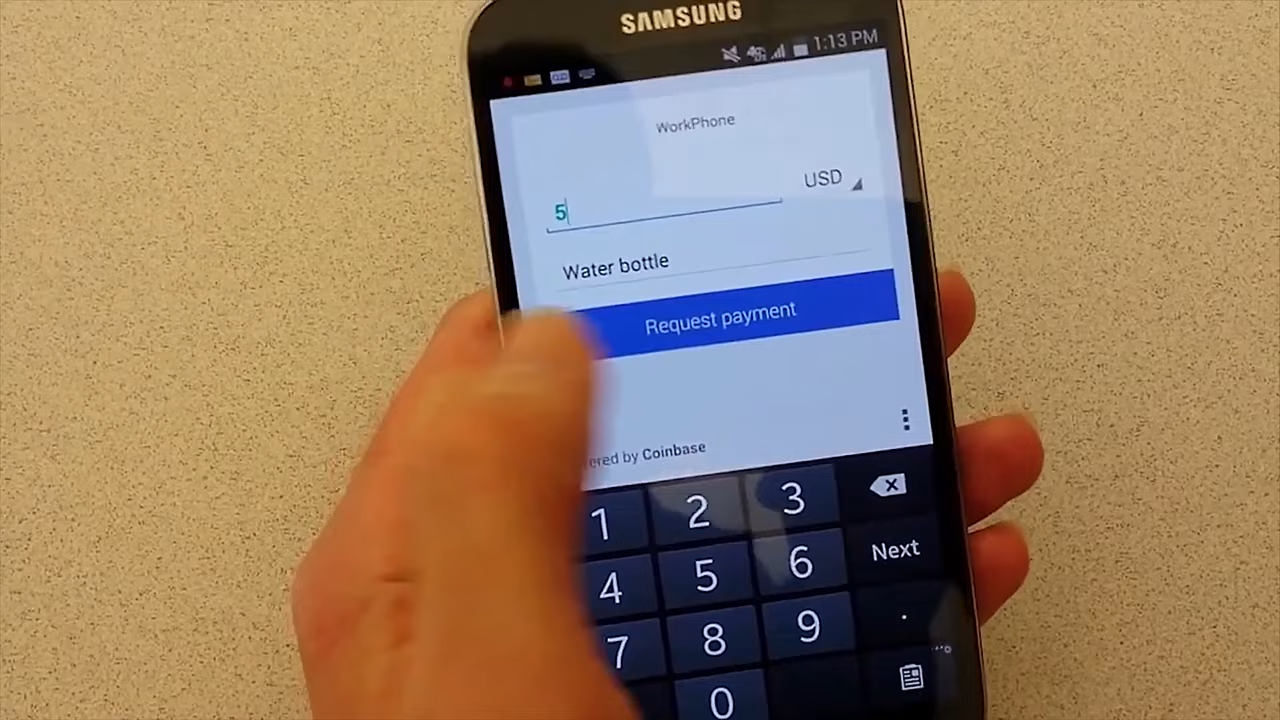 SAMSUNG
1:13 PM
WorkPhone
USD
5
Water bottle
Request payment
ered by Coinbase
1 2 3
4 5 6 Next
7 8 9 .
0